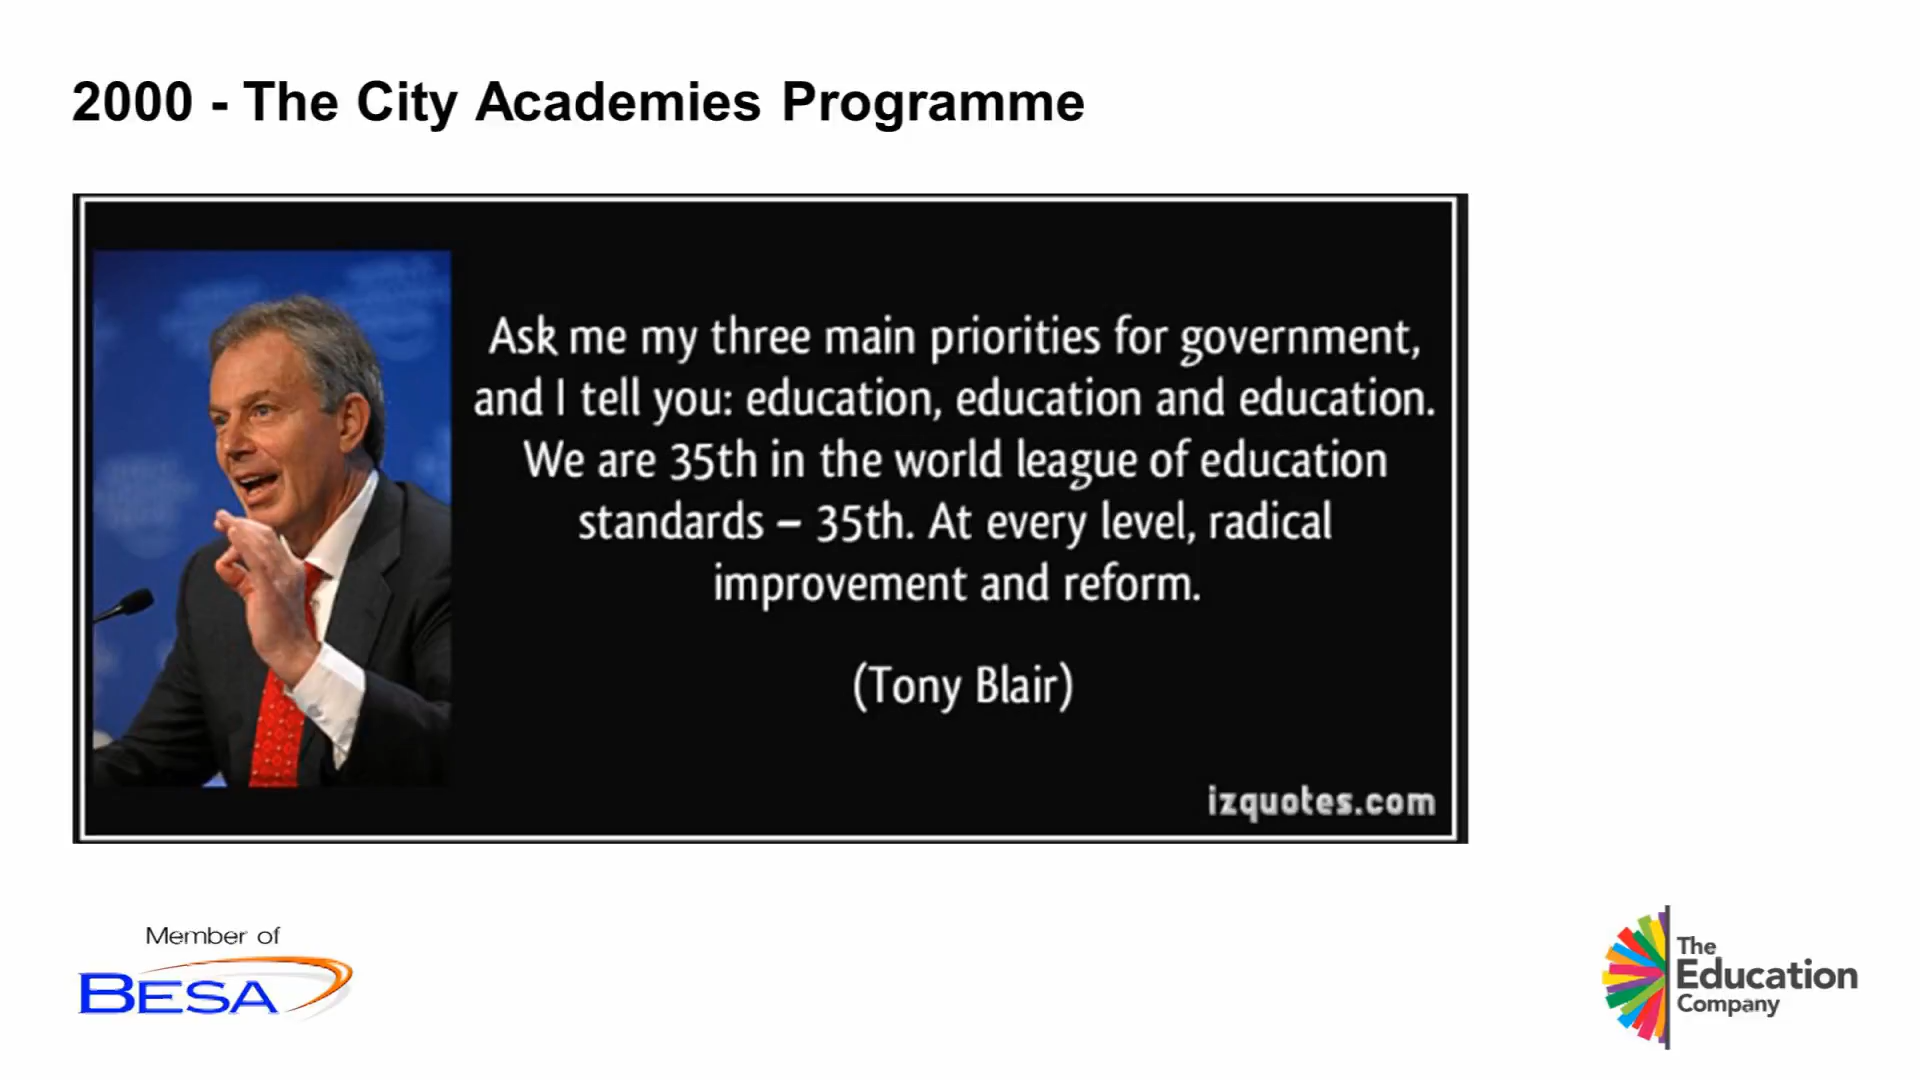 2000 - The City Academies Programme
Ask me my three main priorities for government,
and I tell you: education, education and education.
We are 35th in the world league of education
standards – 35th. At every level, radical
improvement and reform.
(Tony Blair)
izquotes.com
Member of
BESA
The
Education
Company